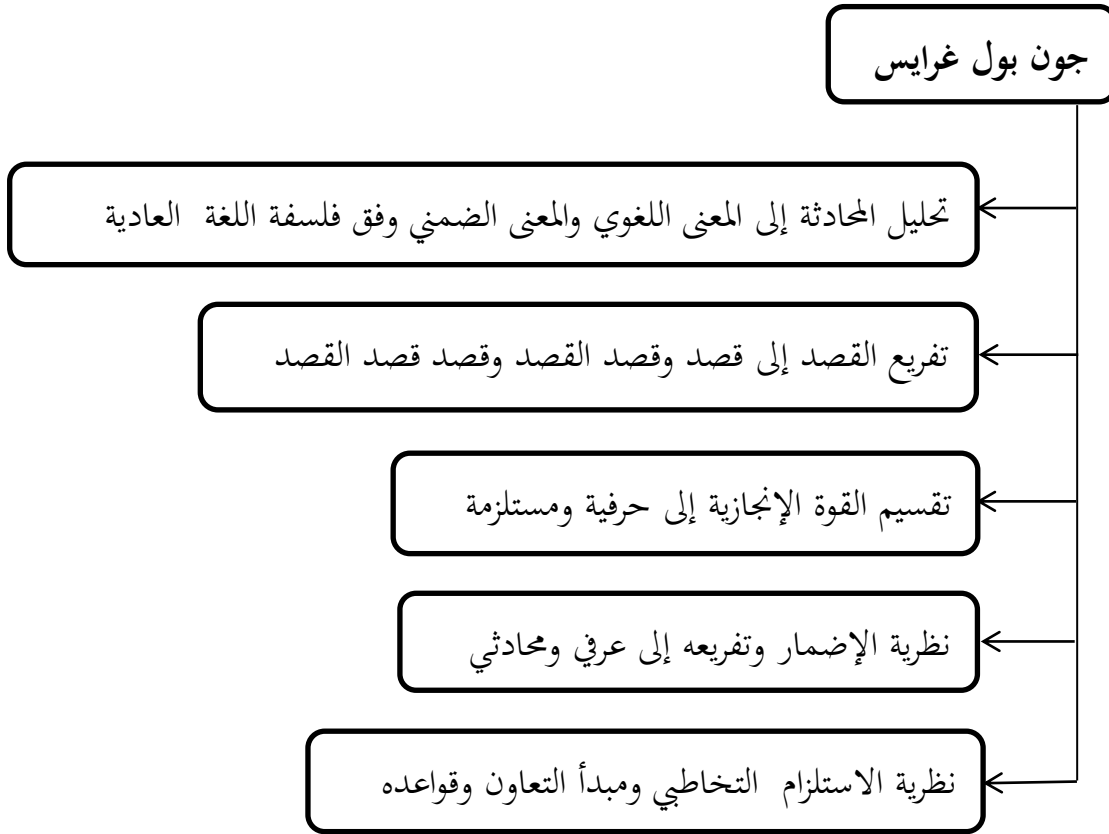 جون بول غرايس
تحليل المحادثة إلى المعنى اللغوي والمعنى الضمني وفق فلسفة اللغة العادية
تفريع القصد إلى قصد وقصد القصد وقصد قصد القصد
تقسيم القوة الإنجازية إلى حرفية ومستلزمة
نظرية الإضمار وتفريعه إلى عرفي ومحادثي
نظرية الاستلزام التخاطبي ومبدأ التعاون وقواعده